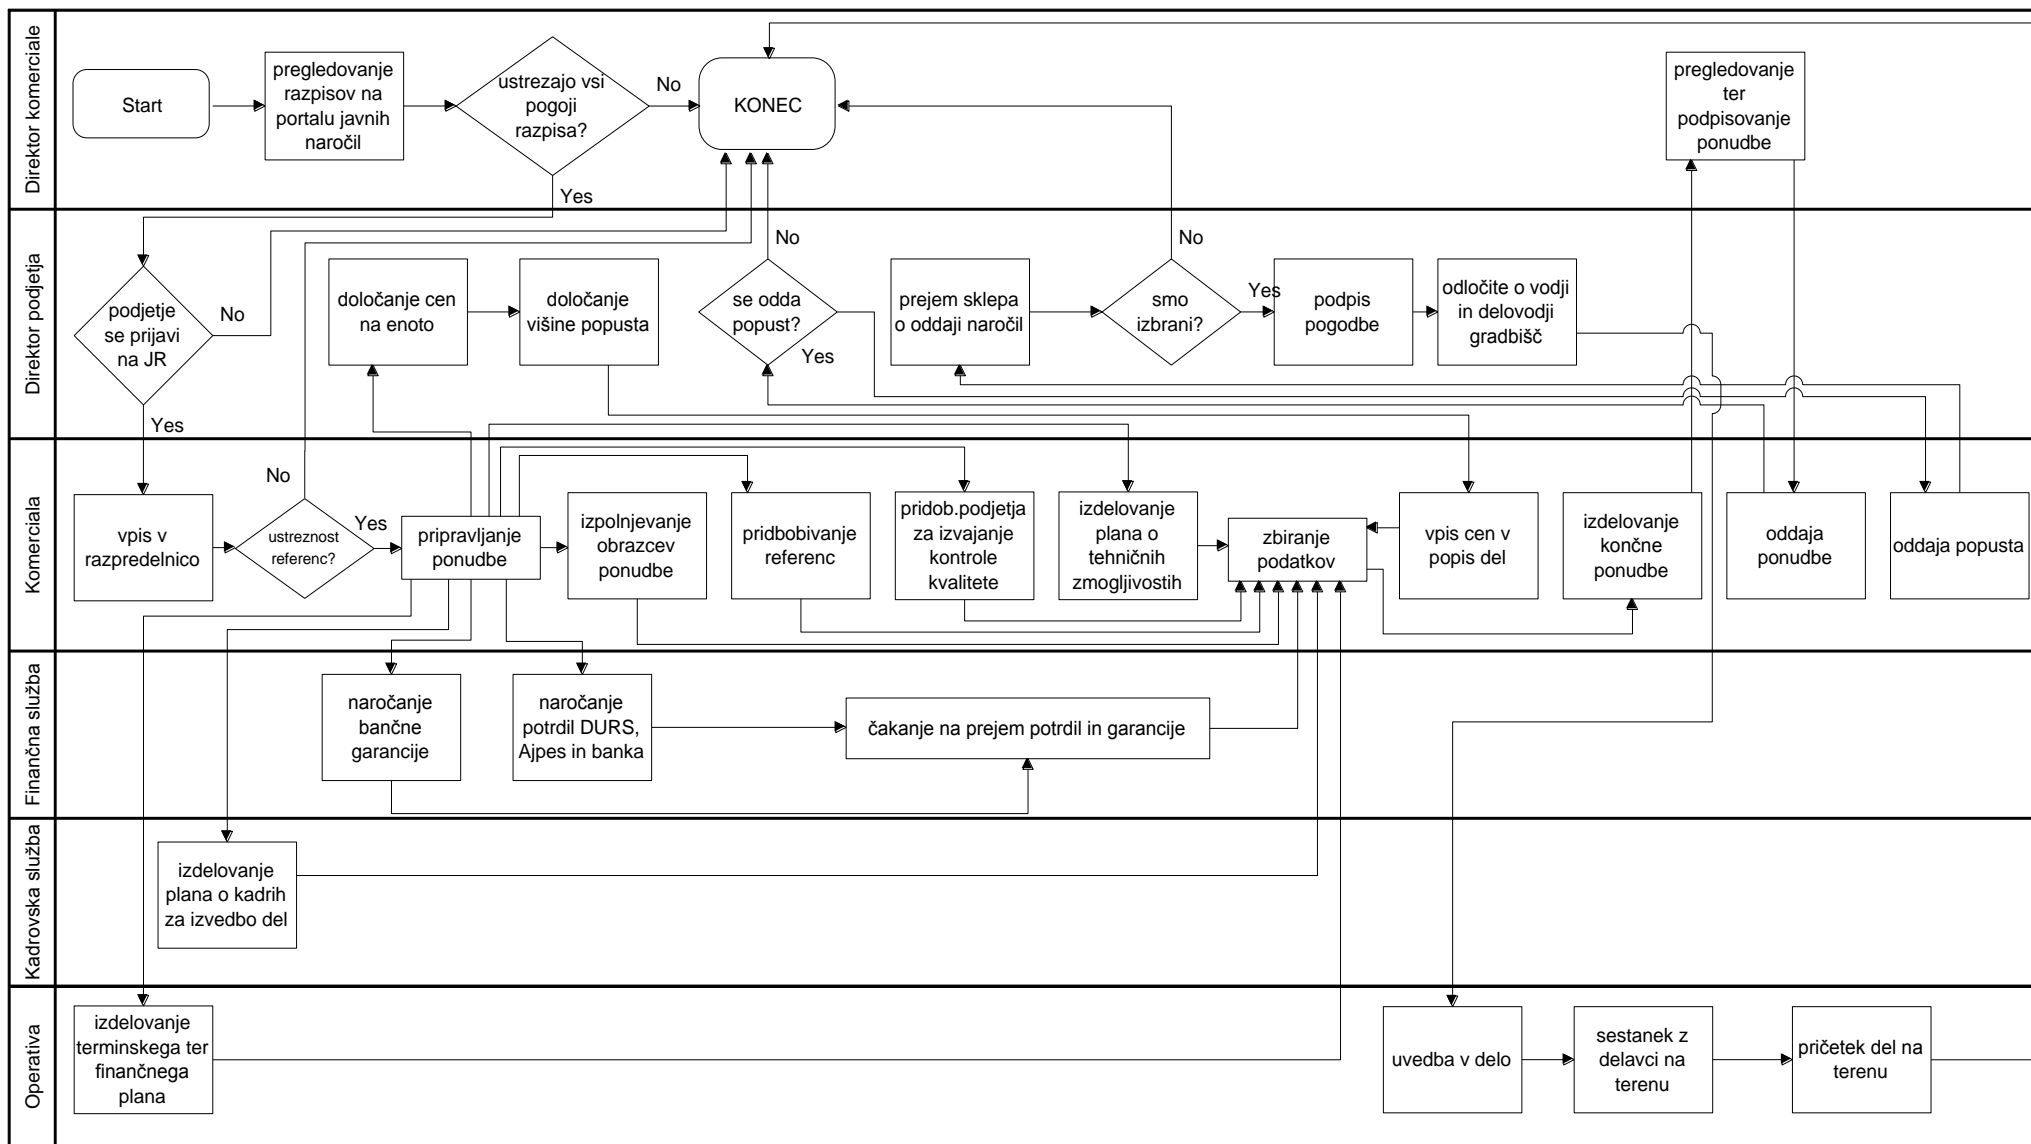 Direktor komerciale
Start
pregledovanje
razpisov na
portalu javnih
naročil
ustrezajo vsi
pogoji
razpisa?
No
KONEC
pregledovanje
ter
podpisovanje
ponudbe
Yes
Direktor podjetja
podjetje
se prijavi
na JR
No
Yes
določanje cen
na enoto
določanje
višine popusta
No
se odda
popust?
Yes
prejem sklepa
o oddaji naročil
No
smo
izbrani?
Yes
podpis
pogodbe
odločite o vodji
in delovodji
gradbišč
Komerciala
vpis v
razpredelnico
No
ustreznost
referenc?
Yes
pripravljanje
ponudbe
izpolnjevanje
obrazcev
ponudbe
pridbobivanje
referenc
pridob.podjetja
za izvajanje
kontrole
kvalitete
izdelovanje
plana o
tehničnih
zmogljivostih
zbiranje
podatkov
vpis cen v
popis del
izdelovanje
končne
ponudbe
oddaja
ponudbe
oddaja popusta
Finančna služba
naročanje
bančne
garancije
naročanje
potrdil DURS,
Ajpes in banka
čakanje na prejem potrdil in garancije
Kadrovska služba
izdelovanje
plana o kadrih
za izvedbo del
Operativa
izdelovanje
terminskega ter
finančnega
plana
uvedba v delo
sestanek z
delavci na
terenu
pričetek del na
terenu